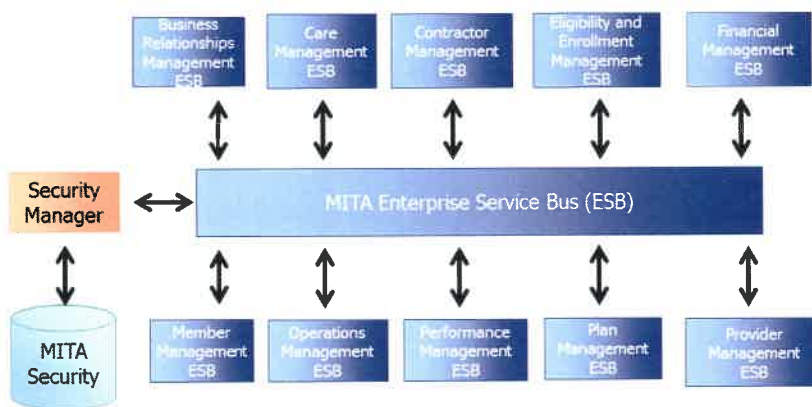 Business
Relationships
Management
ESB
Care
Management
ESB
Contractor
Management
ESB
Eligibility and
Enrollment
Management
ESB
Financial
Management
ESB
Security
Manager
MITA Enterprise Service Bus (ESB)
MITA
Security
Member
Management
ESB
Operations
Management
ESB
Performance
Management
ESB
Plan
Management
ESB
Provider
Management
ESB